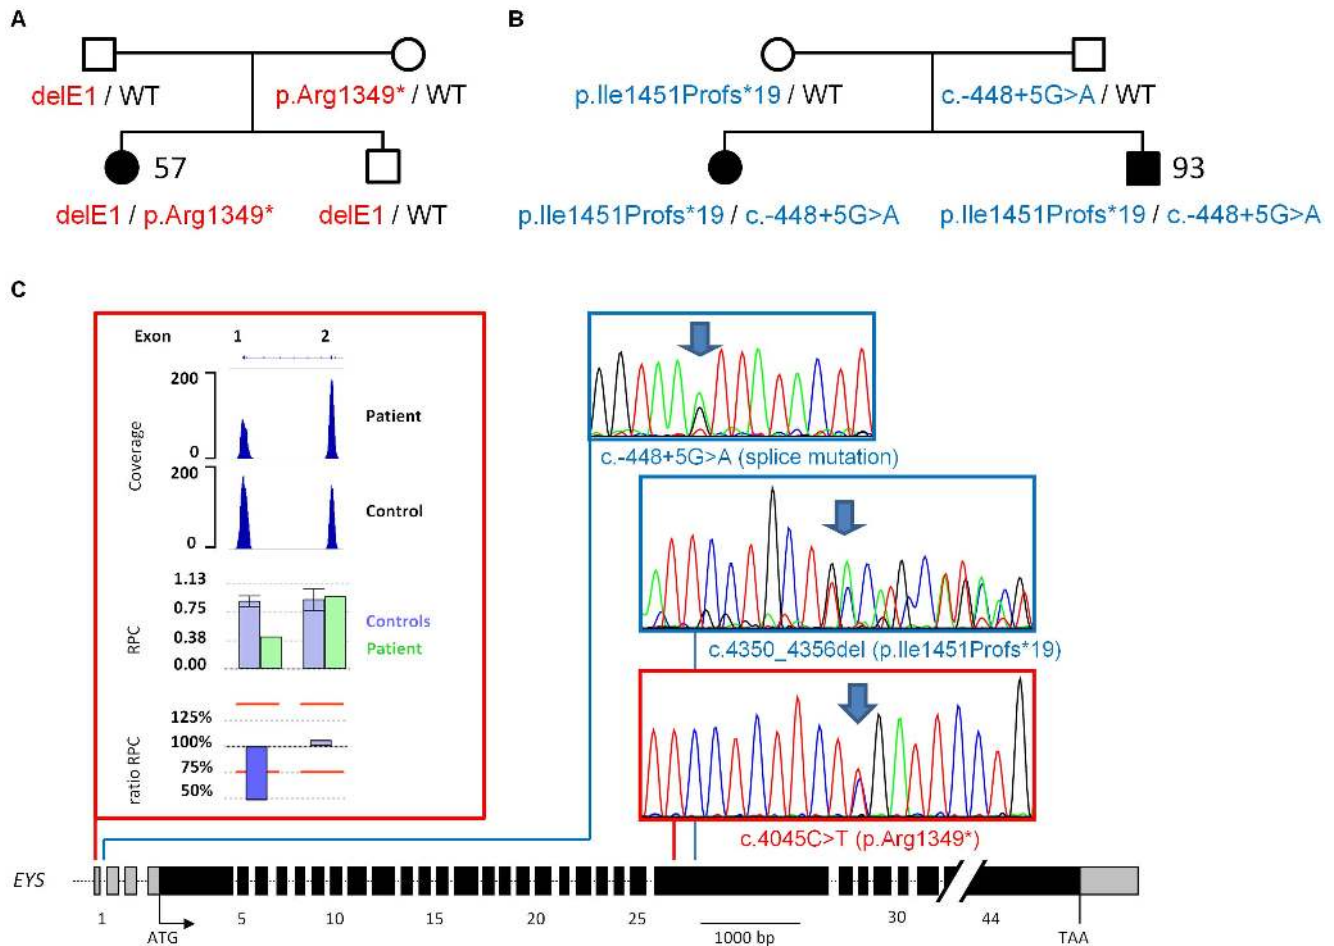 A
B
delE1 / WT
p.Arg1349* / WT
p.Ile1451Profs*19 / WT
c.-448+5G>A / WT
57
93
delE1 / p.Arg1349*
delE1 / WT
p.Ile1451Profs*19 / c.-448+5G>A
p.Ile1451Profs*19 / c.-448+5G>A
C
Exon
1
2
Coverage
200
0
Patient
200
0
Control
RPC
1.13
0.75
0.38
0.00
Controls
Patient
ratio RPC
125%
100%
75%
50%
c.-448+5G>A (splice mutation)
c.4350_4356del (p.Ile1451Profs*19)
c.4045C>T (p.Arg1349*)
EYS
1
5
10
15
20
25
30
44
ATG
1000 bp
TAA